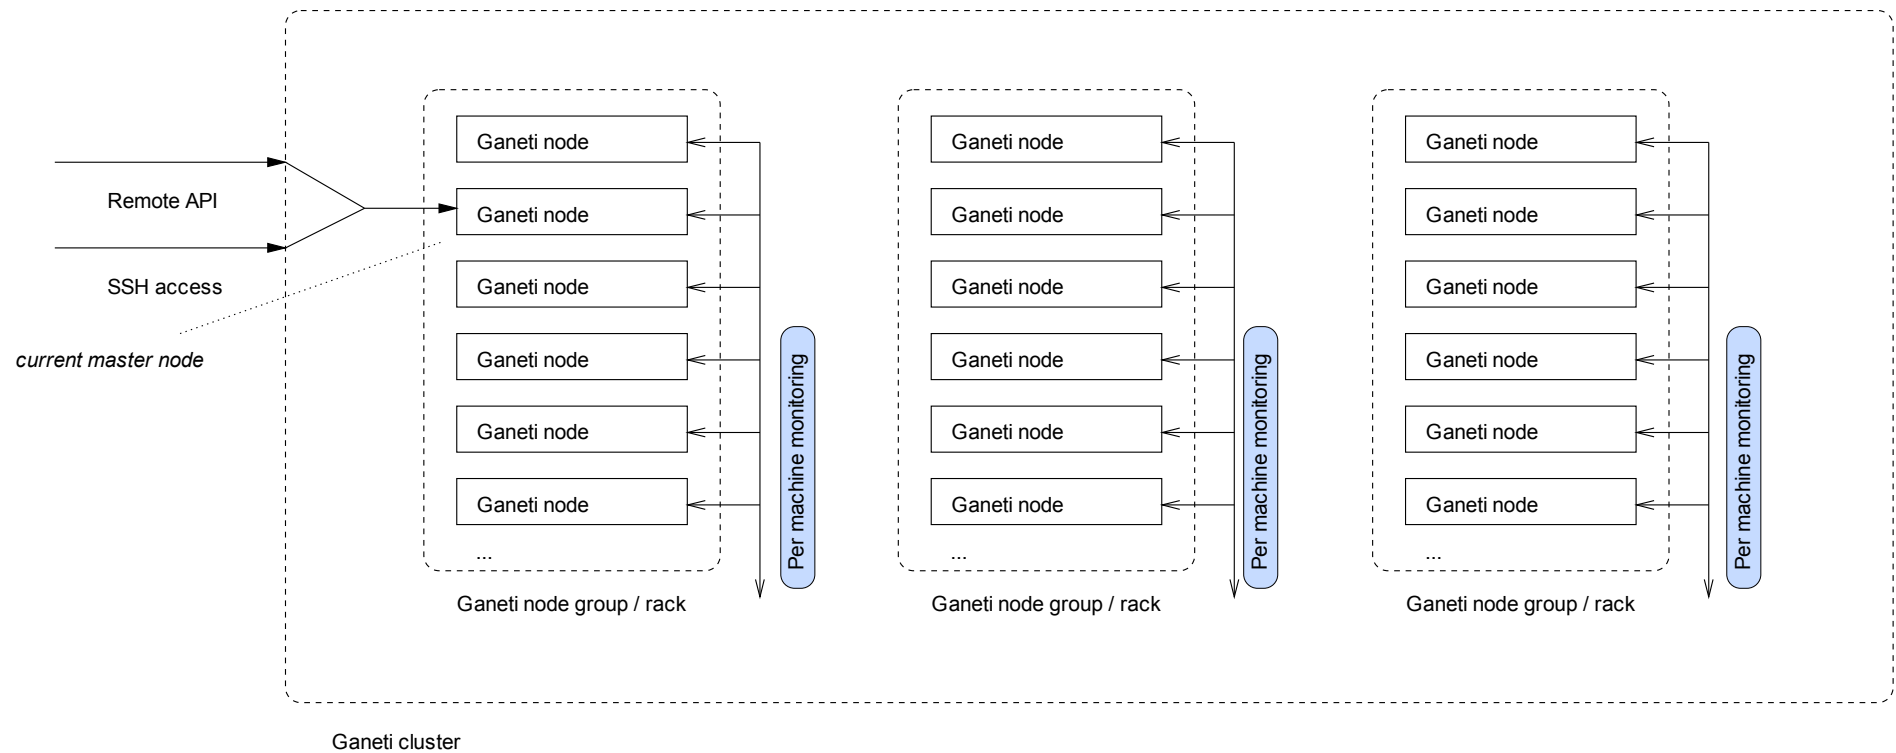 Remote API
SSH access
current master node
Ganeti node
Ganeti node
Ganeti node
Ganeti node
Ganeti node
Ganeti node
...
Per machine monitoring
Ganeti node group / rack
Ganeti node
Ganeti node
Ganeti node
Ganeti node
Ganeti node
Ganeti node
...
Per machine monitoring
Ganeti node group / rack
Ganeti node
Ganeti node
Ganeti node
Ganeti node
Ganeti node
Ganeti node
...
Per machine monitoring
Ganeti node group / rack
Ganeti cluster